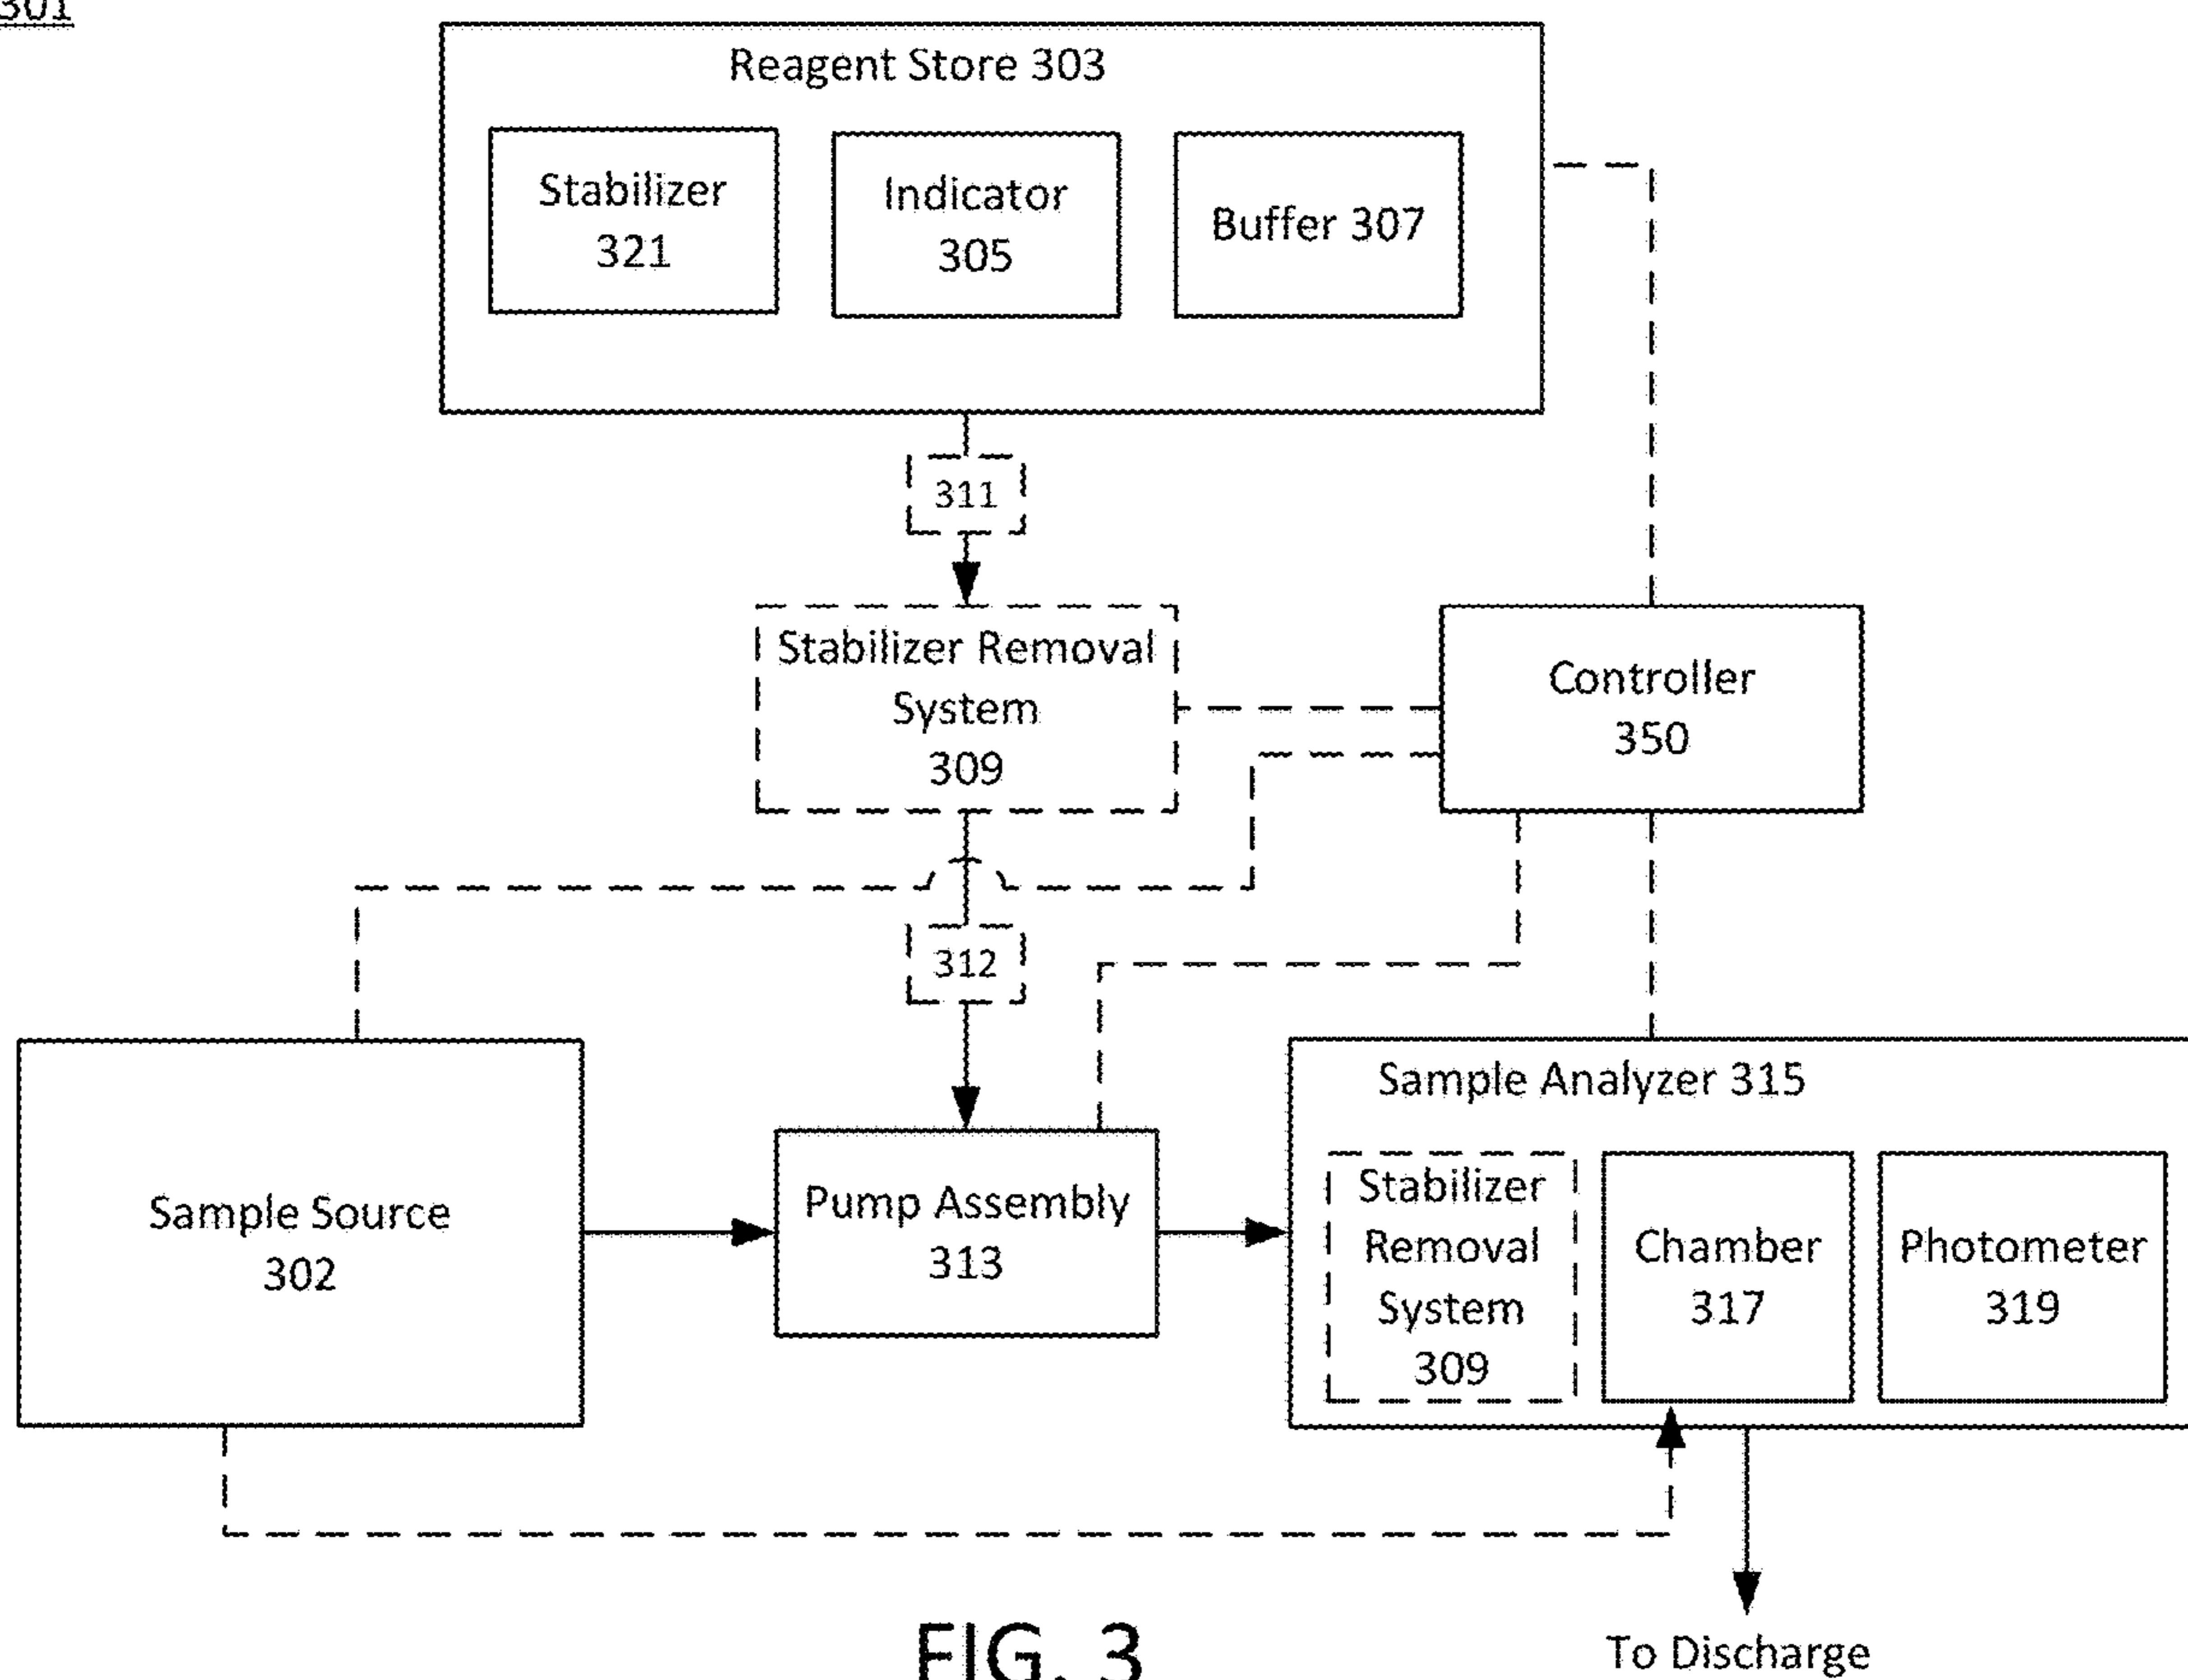 301
Reagent Store 303
Stabilizer
321
Indicator
305
Buffer 307
311
Stabilizer Removal
System
309
Controller
350
312
Sample Source
302
Pump Assembly
313
Sample Analyzer 315
Stabilizer
Removal
System
309
Chamber
317
Photometer
319
To Discharge
FIG. 3